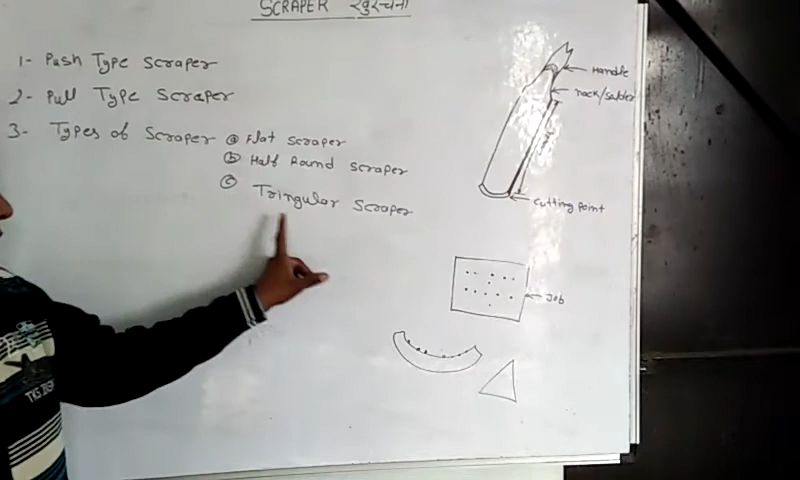 SCRAPER खुरचनी
1- Push Type Scraper
2- Pull Type Scraper
3- Types of Scraper @ Flat scraper
ⓑ Half Round scraper
ⓒ Tringular Scraper
Handle
cutting point
Job